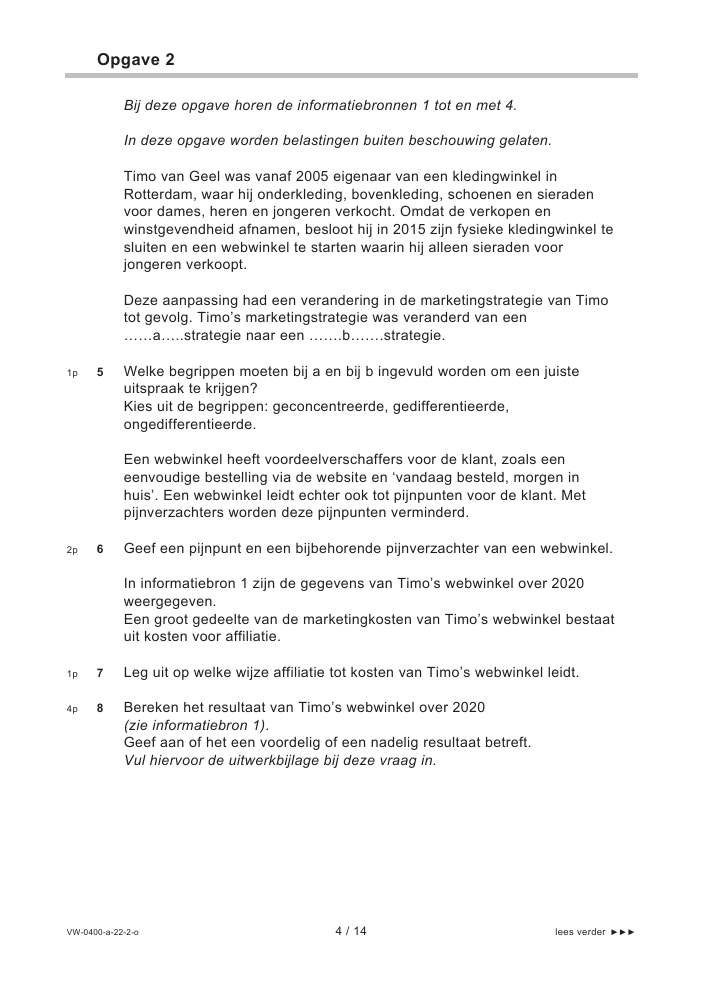 Opgave 2
Bij deze opgave horen de informatiebronnen 1 tot en met 4.
In deze opgave worden belastingen buiten beschouwing gelaten.
Timo van Geel was vanaf 2005 eigenaar van een kledingwinkel in
Rotterdam, waar hij onderkleding, bovenkleding, schoenen en sieraden
voor dames, heren en jongeren verkocht. Omdat de verkopen en
winstgevendheid afnamen, besloot hij in 2015 zijn fysieke kledingwinkel te
sluiten en een webwinkel te starten waarin hij alleen sieraden voor
jongeren verkoopt.
Deze aanpassing had een verandering in de marketingstrategie van Timo
tot gevolg. Timo’s marketingstrategie was veranderd van een
……a…..strategie naar een …….b…….strategie.
1p 5 Welke begrippen moeten bij a en bij b ingevuld worden om een juiste
uitspraak te krijgen?
Kies uit de begrippen: geconcentreerde, gedifferentieerde,
ongedifferentieerde.
Een webwinkel heeft voordeelverschaffers voor de klant, zoals een
eenvoudige bestelling via de website en ‘vandaag besteld, morgen in
huis’. Een webwinkel leidt echter ook tot pijnpunten voor de klant. Met
pijnverzachters worden deze pijnpunten verminderd.
2p 6 Geef een pijnpunt en een bijbehorende pijnverzachter van een webwinkel.
In informatiebron 1 zijn de gegevens van Timo’s webwinkel over 2020
weergegeven.
Een groot gedeelte van de marketingkosten van Timo’s webwinkel bestaat
uit kosten voor affiliatie.
1p 7 Leg uit op welke wijze affiliatie tot kosten van Timo’s webwinkel leidt.
4p 8 Bereken het resultaat van Timo’s webwinkel over 2020
(zie informatiebron 1).
Geef aan of het een voordelig of een nadelig resultaat betreft.
Vul hiervoor de uitwerkbijlage bij deze vraag in.
VW-0400-a-22-2-o 4 / 14 lees verder ►►►